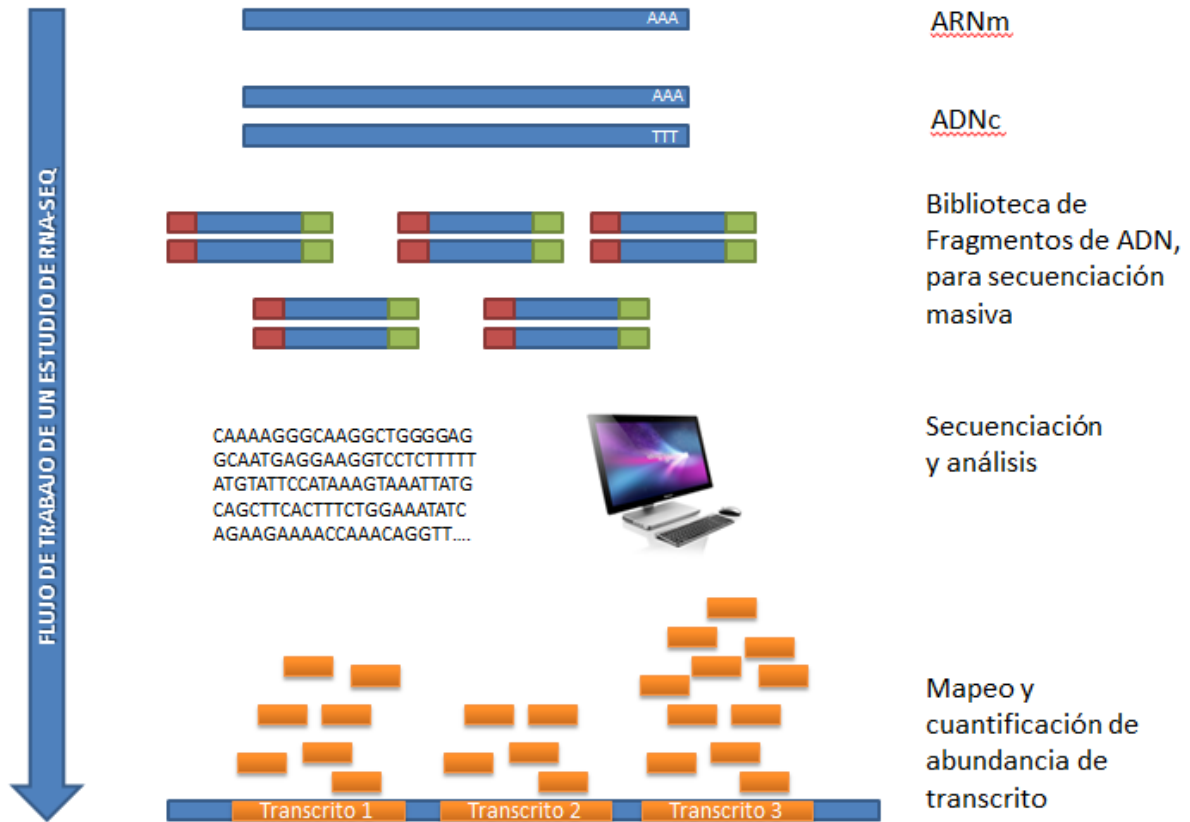 FLUJO DE TRABAJO DE UN ESTUDIO DE RNA-SEQ
AAA
ARNm
AAA
TTT
ADNc
Biblioteca de
Fragmentos de ADN,
para secuenciación
masiva
CAAAAGGGCAAGGCTGGGGAG
GCAATGAGGAAGGTCCTCTTTTT
ATGTATTCCATAAAGTAAATTATG
CAGCTTCACTTTCTGGAAATATC
AGAAGAAAACCAAACAGGTT....
Secuenciación
y análisis
Mapeo y
cuantificación de
abundancia de
transcrito
Transcrito 1
Transcrito 2
Transcrito 3